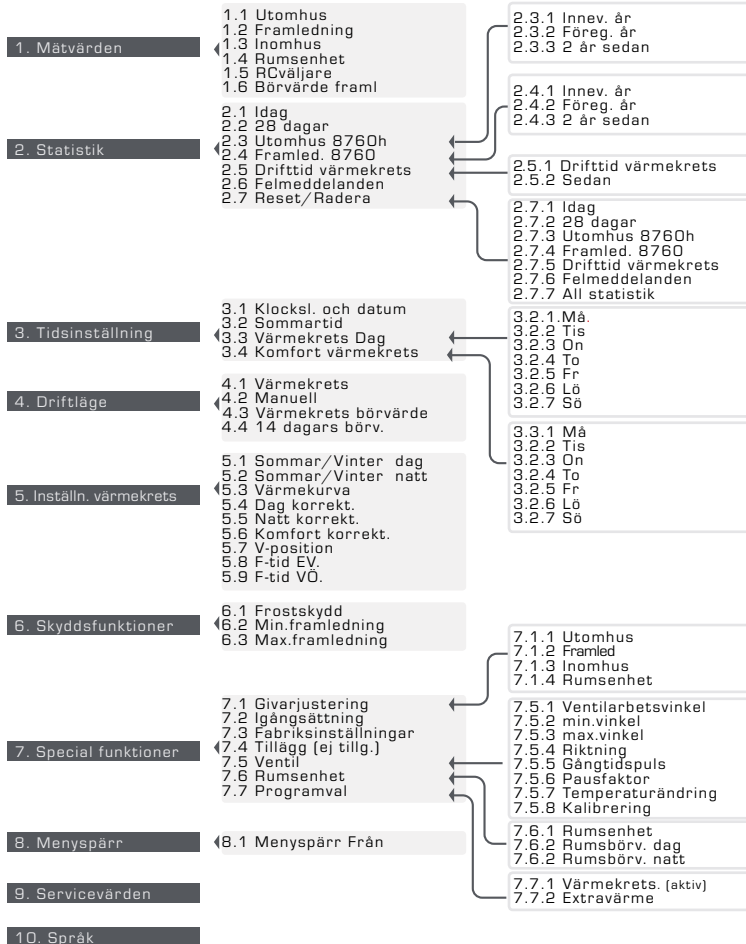 1. Mätvärden
1.1 Utomhus
1.2 Framledning
1.3 Inomhus
1.4 Rumsenhet
1.5 RCväljare
1.6 Börvärde framl
2. Statistik
2.1 Idag
2.2 28 dagar
2.3 Utomhus 8760h
2.4 Framled. 8760
2.5 Drifttid värmekrets
2.6 Felmeddelanden
2.7 Reset/Radera
2.3.1 Innev. år
2.3.2 Föreg. år
2.3.3 2 år sedan
2.4.1 Innev. år
2.4.2 Föreg. år
2.4.3 2 år sedan
2.5.1 Drifttid värmekrets
2.5.2 Sedan
2.7.1 Idag
2.7.2 28 dagar
2.7.3 Utomhus 8760h
2.7.4 Framled. 8760
2.7.5 Drifttid värmekrets
2.7.6 Felmeddelanden
2.7.7 All statistik
3. Tidsinställning
3.1 Klocksl. och datum
3.2 Sommartid
3.3 Värmekrets Dag
3.4 Komfort värmekrets
3.2.1.Må.
3.2.2 Tis
3.2.3 On
3.2.4 To
3.2.5 Fr
3.2.6 Lö
3.2.7 Sö
3.3.1 Må
3.2.2 Tis
3.2.3 On
3.2.4 To
3.2.5 Fr
3.2.6 Lö
3.2.7 Sö
4. Driftläge
4.1 Värmekrets
4.2 Manuell
4.3 Värmekrets börvärde
4.4 14 dagars börv.
5. Inställn. värmekrets
5.1 Sommar/Vinter dag
5.2 Sommar/Vinter natt
5.3 Värmekurva
5.4 Dag korrekt.
5.5 Natt korrekt.
5.6 Komfort korrekt.
5.7 V-position
5.8 F-tid EV.
5.9 F-tid VÖ.
6. Skyddsfunktioner
6.1 Frostskydd
6.2 Min.framledning
6.3 Max.framledning
7. Special funktioner
7.1 Givarjustering
7.2 Igångsättning
7.3 Fabriksinställningar
7.4 Tillägg (ej tillg.)
7.5 Ventil
7.6 Rumsenhet
7.7 Programval
7.1.1 Utomhus
7.1.2 Framled
7.1.3 Inomhus
7.1.4 Rumsenhet
7.5.1 Ventilarbetsvinkel
7.5.2 min.vinkel
7.5.3 max.vinkel
7.5.4 Riktning
7.5.5 Gångtidspuls
7.5.6 Pausfaktor
7.5.7 Temperaturändring
7.5.8 Kalibrering
7.6.1 Rumsenhet
7.6.2 Rumsbörv. dag
7.6.2 Rumsbörv. natt
7.7.1 Värmekrets. (aktiv)
7.7.2 Extravärme
8. Menyspärr
8.1 Menyspärr Från
9. Servicevärden
10. Språk